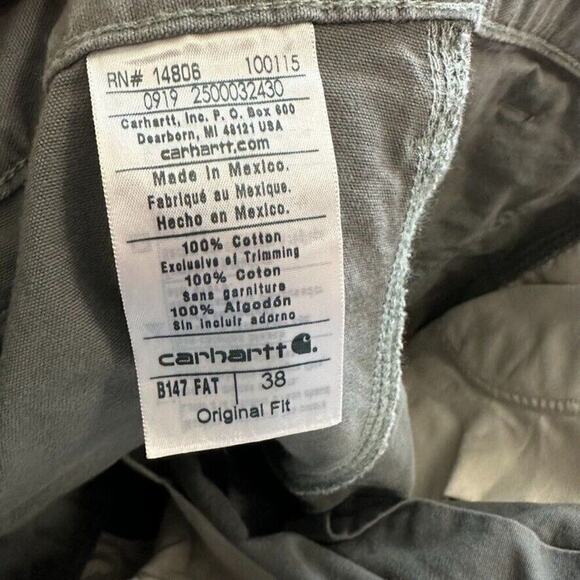 RN# 14806 100115
0919 2500032430
Carhartt, Inc. P. O. Box 600
Dearborn, MI 48121 USA
carhartt.com
Made in Mexico.
Fabriqué au Mexique.
Hecho en Mexico.
100% Cotton
Exclusive of Trimming
100% Coton
Sans garniture
100% Algodón
Sin incluir adorno
carhartt
B147 FAT | 38
Original Fit